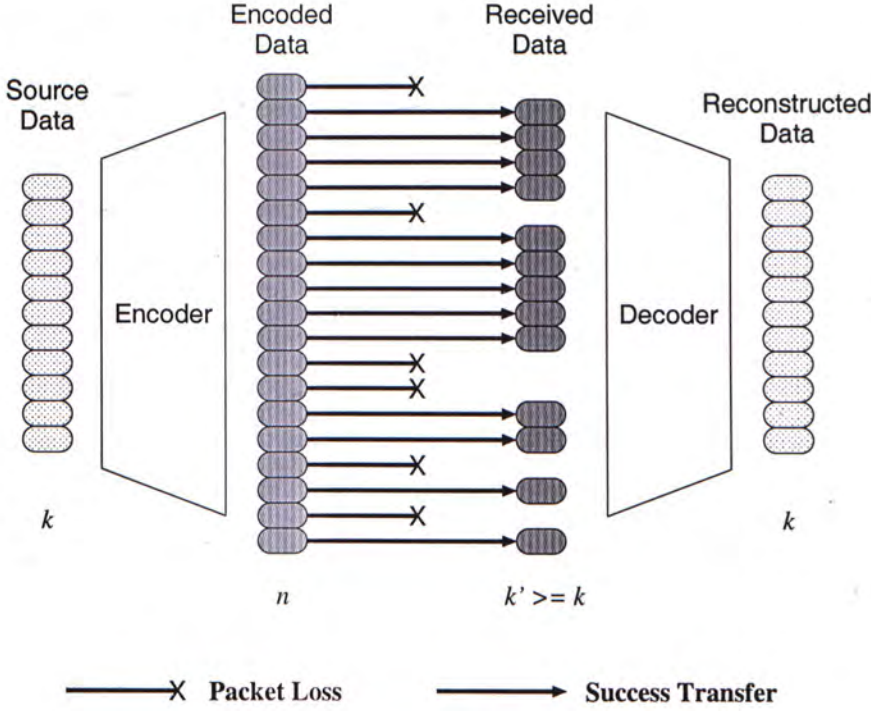 Encoded
Data
Received
Data
Source
Data
Reconstructed
Data
Encoder
Decoder
k
n
k' >= k
k
X Packet Loss
Success Transfer